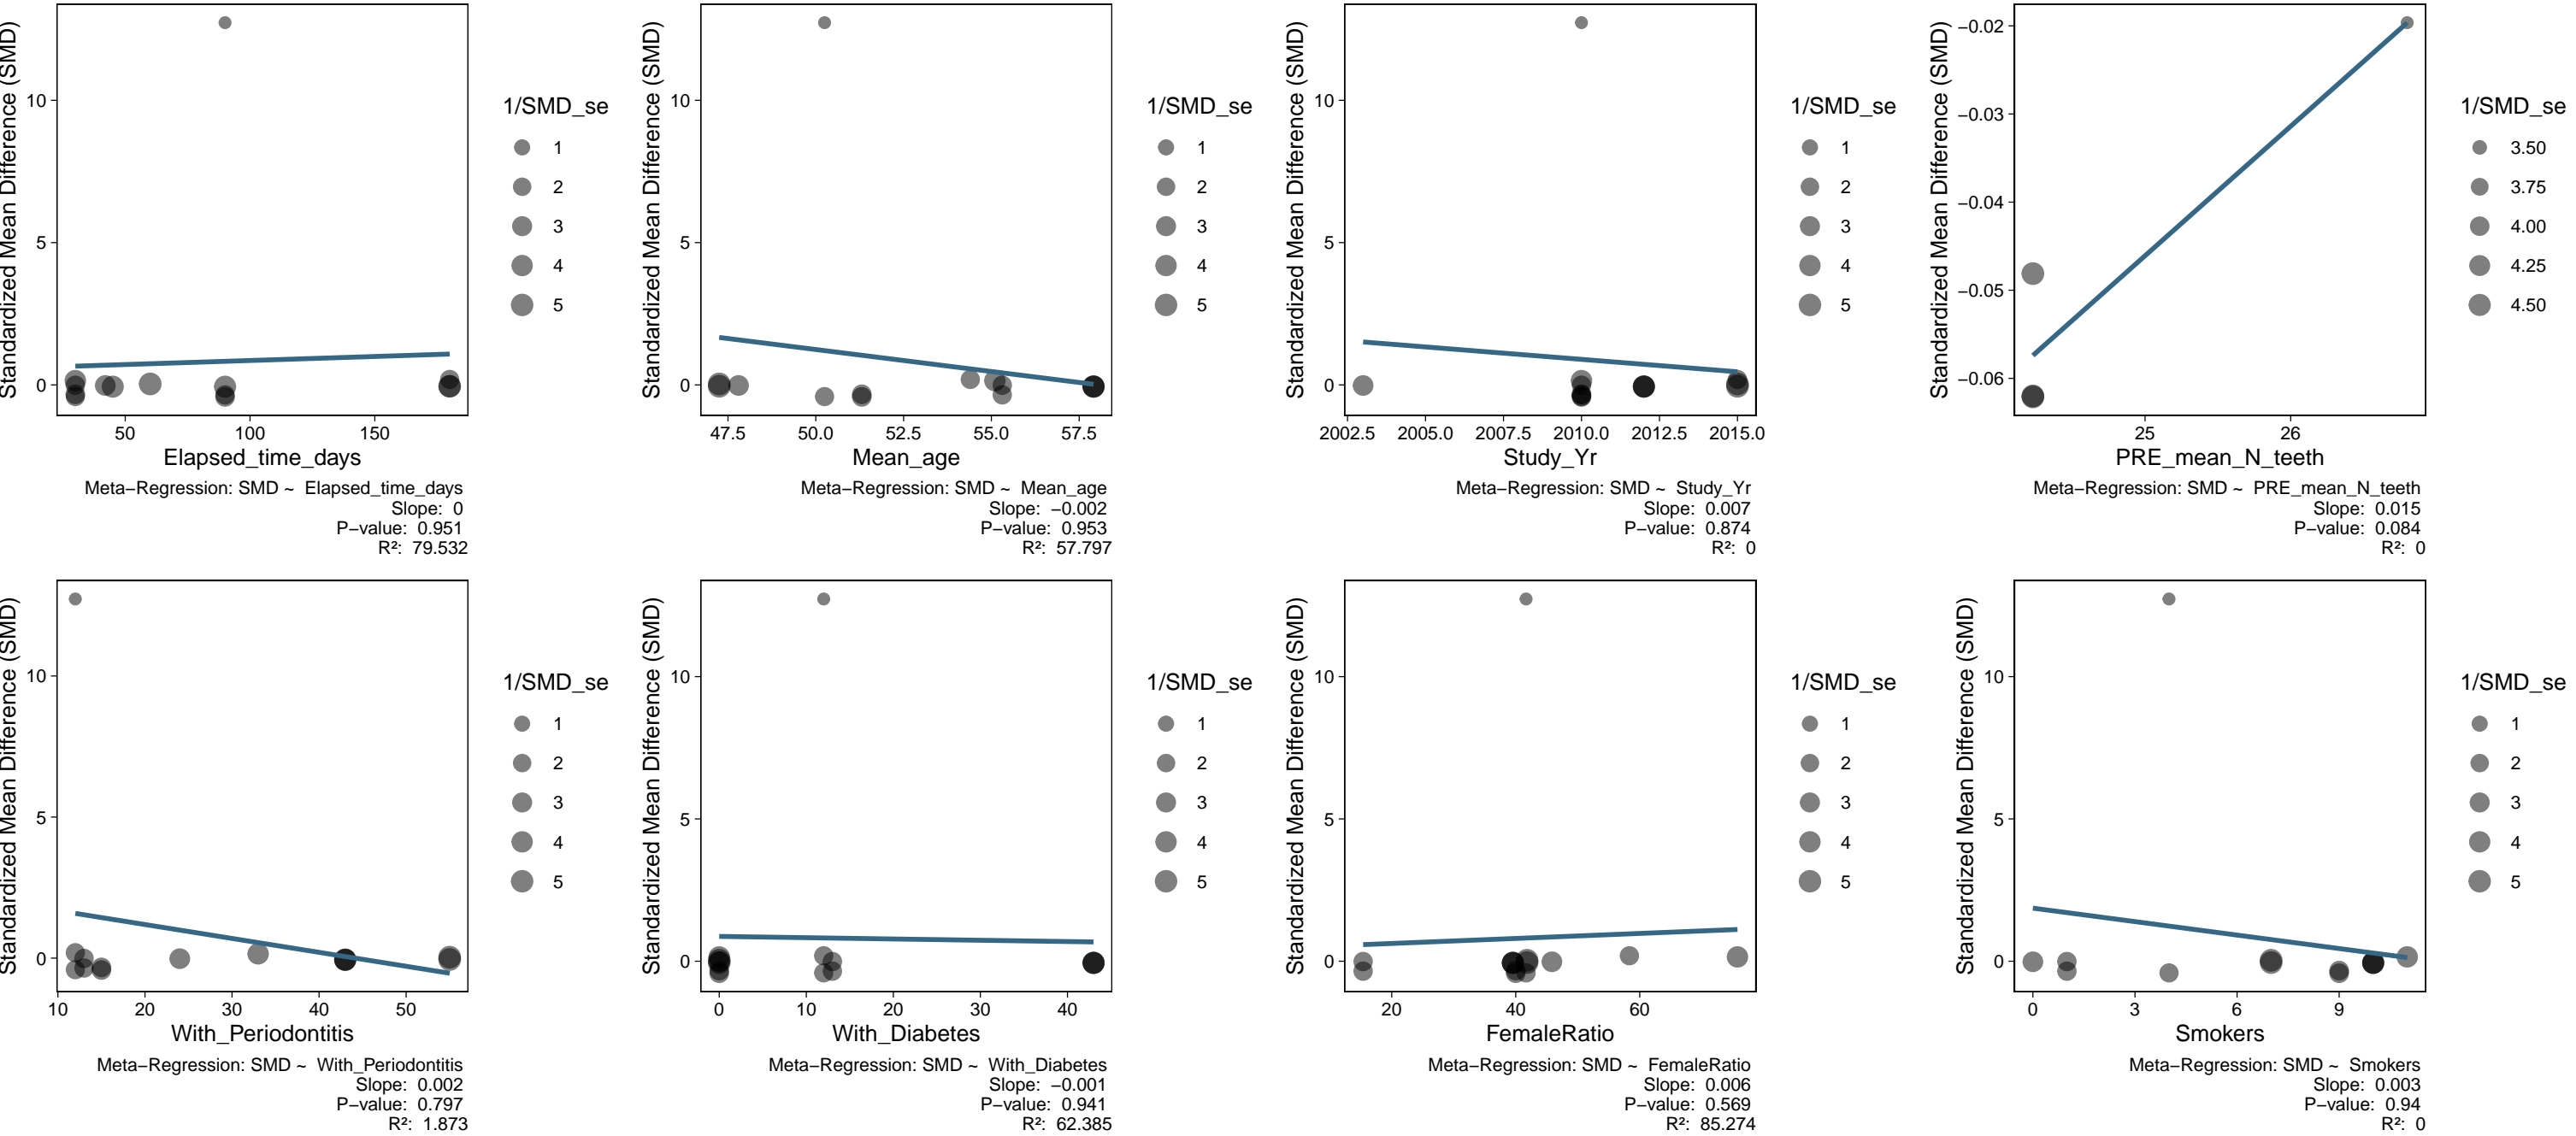 Standardized Mean Difference (SMD)
10
5
0
50 100 150
Elapsed_time_days
Meta−Regression: SMD ~ Elapsed_time_days
Slope: 0
P−value: 0.951
R²: 79.532
1/SMD_se
1
2
3
4
5
Standardized Mean Difference (SMD)
10
5
0
47.5 50.0 52.5 55.0 57.5
Mean_age
Meta−Regression: SMD ~ Mean_age
Slope: −0.002
P−value: 0.953
R²: 57.797
1/SMD_se
1
2
3
4
5
Standardized Mean Difference (SMD)
10
5
0
2002.5 2005.0 2007.5 2010.0 2012.5 2015.0
Study_Yr
Meta−Regression: SMD ~ Study_Yr
Slope: 0.007
P−value: 0.874
R²: 0
1/SMD_se
1
2
3
4
5
Standardized Mean Difference (SMD)
−0.02
−0.03
−0.04
−0.05
−0.06
25 26
PRE_mean_N_teeth
Meta−Regression: SMD ~ PRE_mean_N_teeth
Slope: 0.015
P−value: 0.084
R²: 0
1/SMD_se
3.50
3.75
4.00
4.25
4.50
Standardized Mean Difference (SMD)
10
5
0
10 20 30 40 50
With_Periodontitis
Meta−Regression: SMD ~ With_Periodontitis
Slope: 0.002
P−value: 0.797
R²: 1.873
1/SMD_se
1
2
3
4
5
Standardized Mean Difference (SMD)
10
5
0
0 10 20 30 40
With_Diabetes
Meta−Regression: SMD ~ With_Diabetes
Slope: −0.001
P−value: 0.941
R²: 62.385
1/SMD_se
1
2
3
4
5
Standardized Mean Difference (SMD)
10
5
0
20 40 60
FemaleRatio
Meta−Regression: SMD ~ FemaleRatio
Slope: 0.006
P−value: 0.569
R²: 85.274
1/SMD_se
1
2
3
4
5
Standardized Mean Difference (SMD)
10
5
0
0 3 6 9
Smokers
Meta−Regression: SMD ~ Smokers
Slope: 0.003
P−value: 0.94
R²: 0
1/SMD_se
1
2
3
4
5